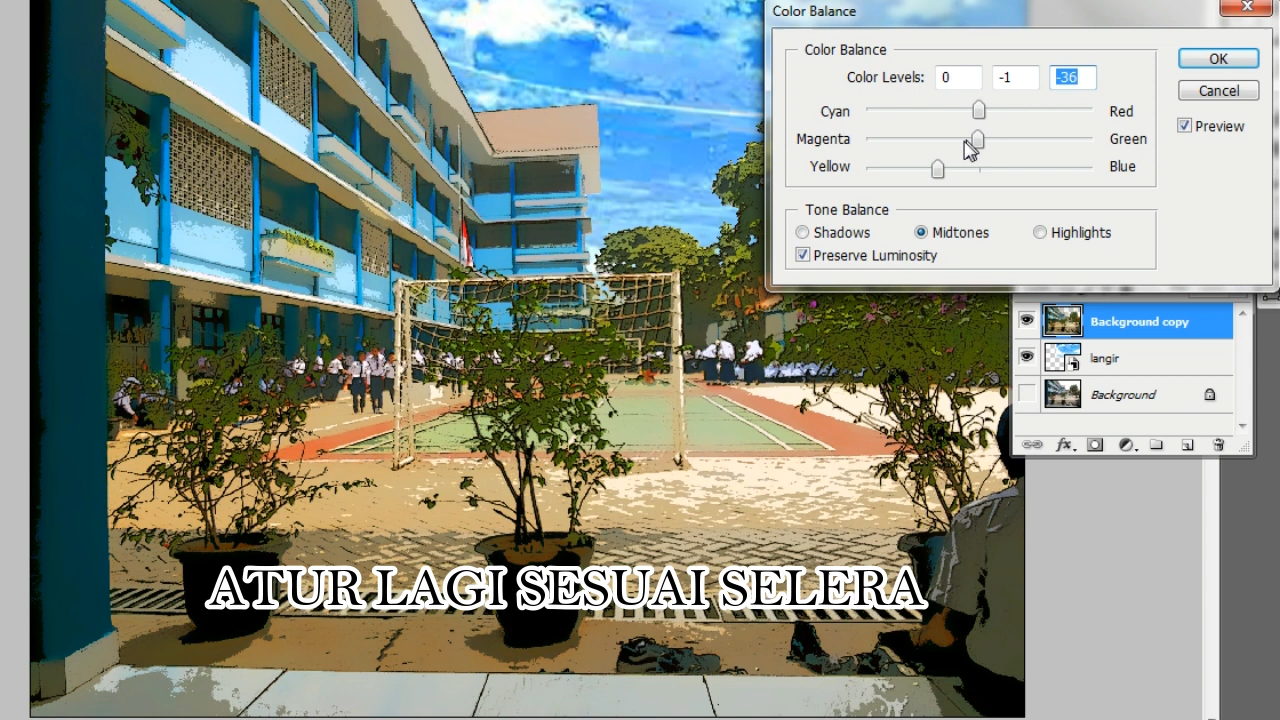 Color Balance
Color Balance
Color Levels: 0 -1 -36
Cyan Red
Magenta Green
Yellow Blue
OK
Cancel
Preview
Tone Balance
Shadows Midtones Highlights
Preserve Luminosity
Background copy
langir
Background
fx
ATUR LAGI SESUAI SELERA